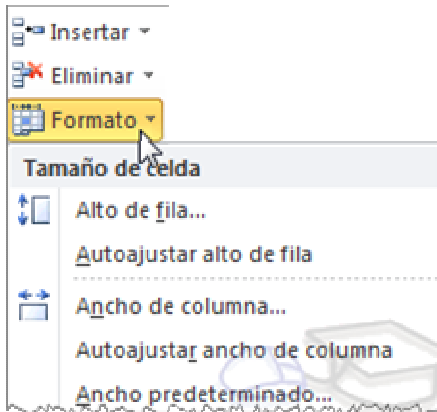 Insertar
Eliminar
Formato
Tamaño de celda
Alto de fila...
Autoajustar alto de fila
Ancho de columna...
Autoajustar ancho de columna
Ancho predeterminado...